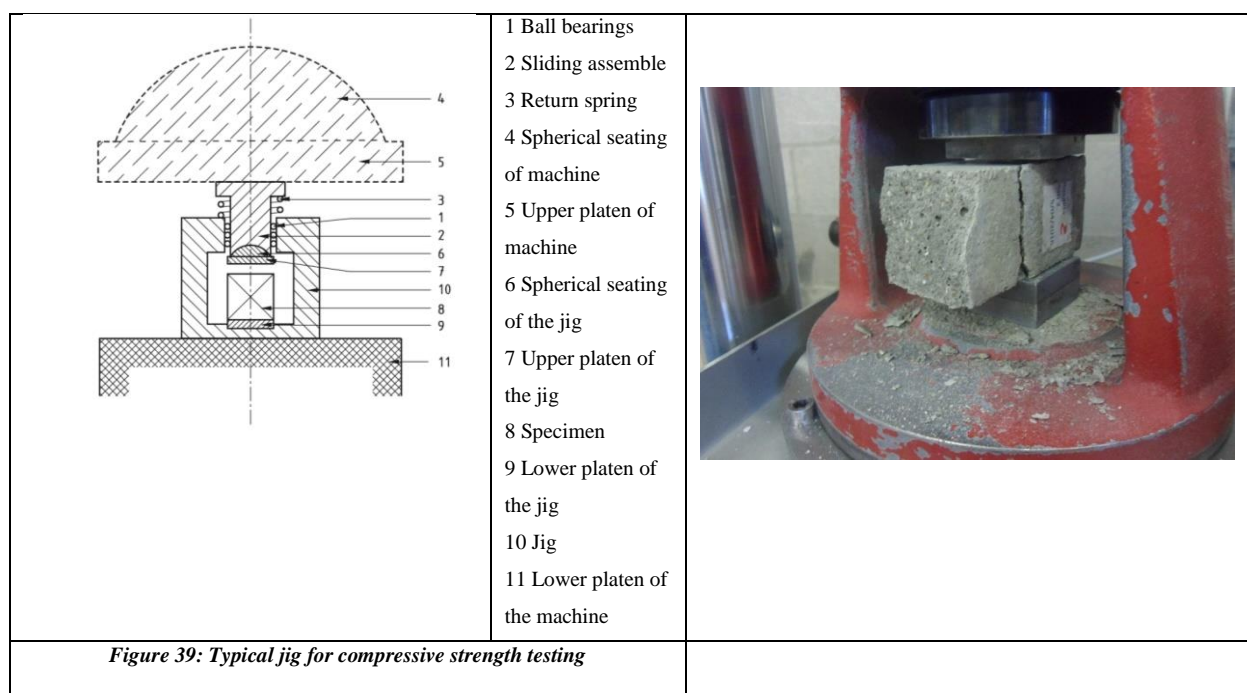 4
5
3
1
2
6
7
10
8
9
11
1 Ball bearings
2 Sliding assemble
3 Return spring
4 Spherical seating
of machine
5 Upper platen of
machine
6 Spherical seating
of the jig
7 Upper platen of
the jig
8 Specimen
9 Lower platen of
the jig
10 Jig
11 Lower platen of
the machine
Figure 39: Typical jig for compressive strength testing